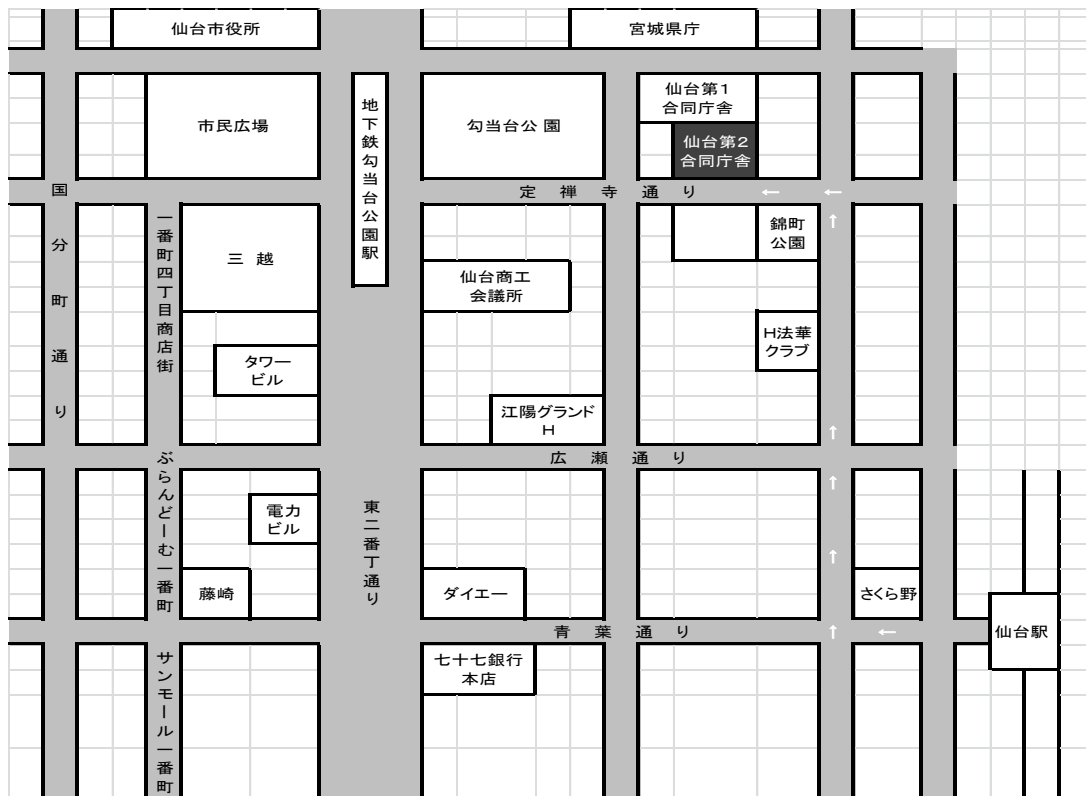 仙台市役所
宮城県庁
市民広場
地下鉄勾当台公園駅
勾当台公園
仙台第1
合同庁舎
仙台第2
合同庁舎
国分町通り
定禅寺通り
← ←
↑
一番町四丁目商店街
三越
錦町
公園
仙台商工
会議所
H法華
クラブ
タワー
ビル
江陽グランド
H
↑
広瀬通り
↑
ぶらんどーむ一番町
電力
ビル
東二番丁通り
↑
藤崎
ダイエー
さくら野
青葉通り
↑ ←
仙台駅
サンモール一番町
七十七銀行
本店